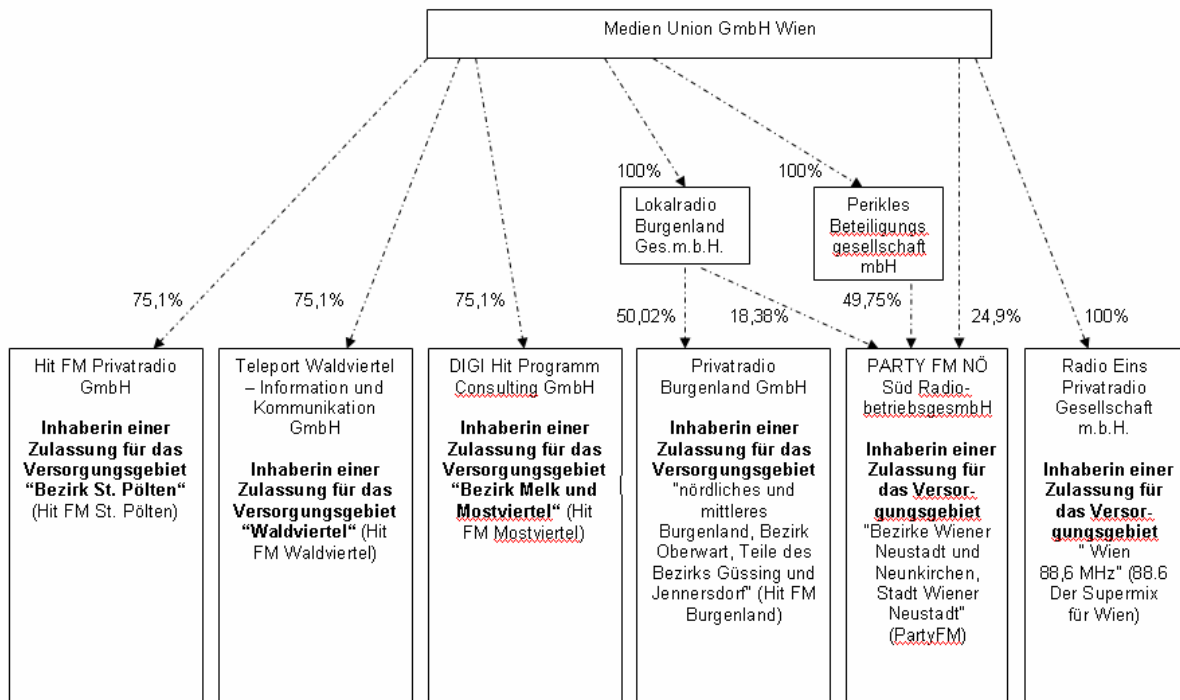 Medien Union GmbH Wien
100%
100%
Lokalradio
Burgenland
Ges.m.b.H.
Perikles
Beteiligungs
gesellschaft
mbH
75,1%
75,1%
75,1%
50,02%
18,38%
49,75%
24,9%
100%
Hit FM Privatradio
GmbH
Inhaberin einer
Zulassung für das
Versorgungsgebiet
“Bezirk St. Pölten“
(Hit FM St. Pölten)
Teleport Waldviertel
– Information und
Kommunikation
GmbH
Inhaberin einer
Zulassung für das
Versorgungsgebiet
“Waldviertel“ (Hit
FM Waldviertel)
DIGI Hit Programm
Consulting GmbH
Inhaberin einer
Zulassung für das
Versorgungsgebiet
“Bezirk Melk und
Mostviertel“ (Hit
FM Mostviertel)
Privatradio
Burgenland GmbH
Inhaberin einer
Zulassung für das
Versorgungsgebiet
"nördliches und
mittleres
Burgenland, Bezirk
Oberwart, Teile des
Bezirks Güssing und
Jennersdorf" (Hit FM
Burgenland)
PARTY FM NÖ
Süd Radio-
betriebsgesmbH
Inhaberin einer
Zulassung für
das Versor-
gungsgebiet
"Bezirke Wiener
Neustadt und
Neunkirchen,
Stadt Wiener
Neustadt"
(PartyFM)
Radio Eins
Privatradio
Gesellschaft
m.b.H.
Inhaberin einer
Zulassung für
das Versor-
gungsgebiet
" Wien
88,6 MHz" (88.6
Der Supermix
für Wien)